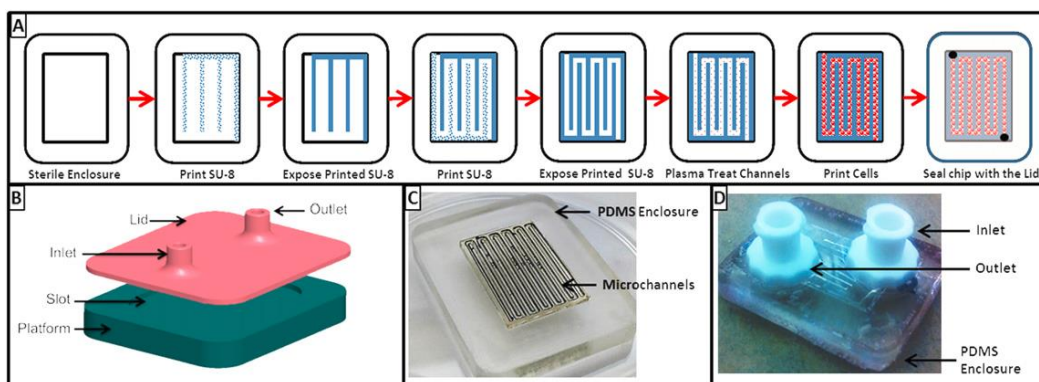 A
Sterile Enclosure
Print SU-8
Expose Printed SU-8
Print SU-8
Expose Printed SU-8
Plasma Treat Channels
Print Cells
Seal chip with the Lid
B
Lid
Outlet
Inlet
Slot
Platform
C
PDMS Enclosure
Microchannels
D
Inlet
Outlet
PDMS
Enclosure